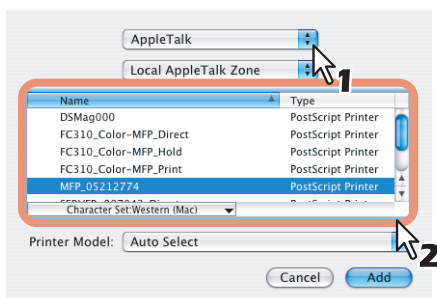 AppleTalk
Local AppleTalk Zone
1
Name Type
DSMag000 PostScript Printer
FC310_Color-MFP_Direct PostScript Printer
FC310_Color-MFP_Hold PostScript Printer
FC310_Color-MFP_Print PostScript Printer
MFP_05212774 PostScript Printer
Character Set:Western (Mac)
Printer Model: Auto Select
2
Cancel Add